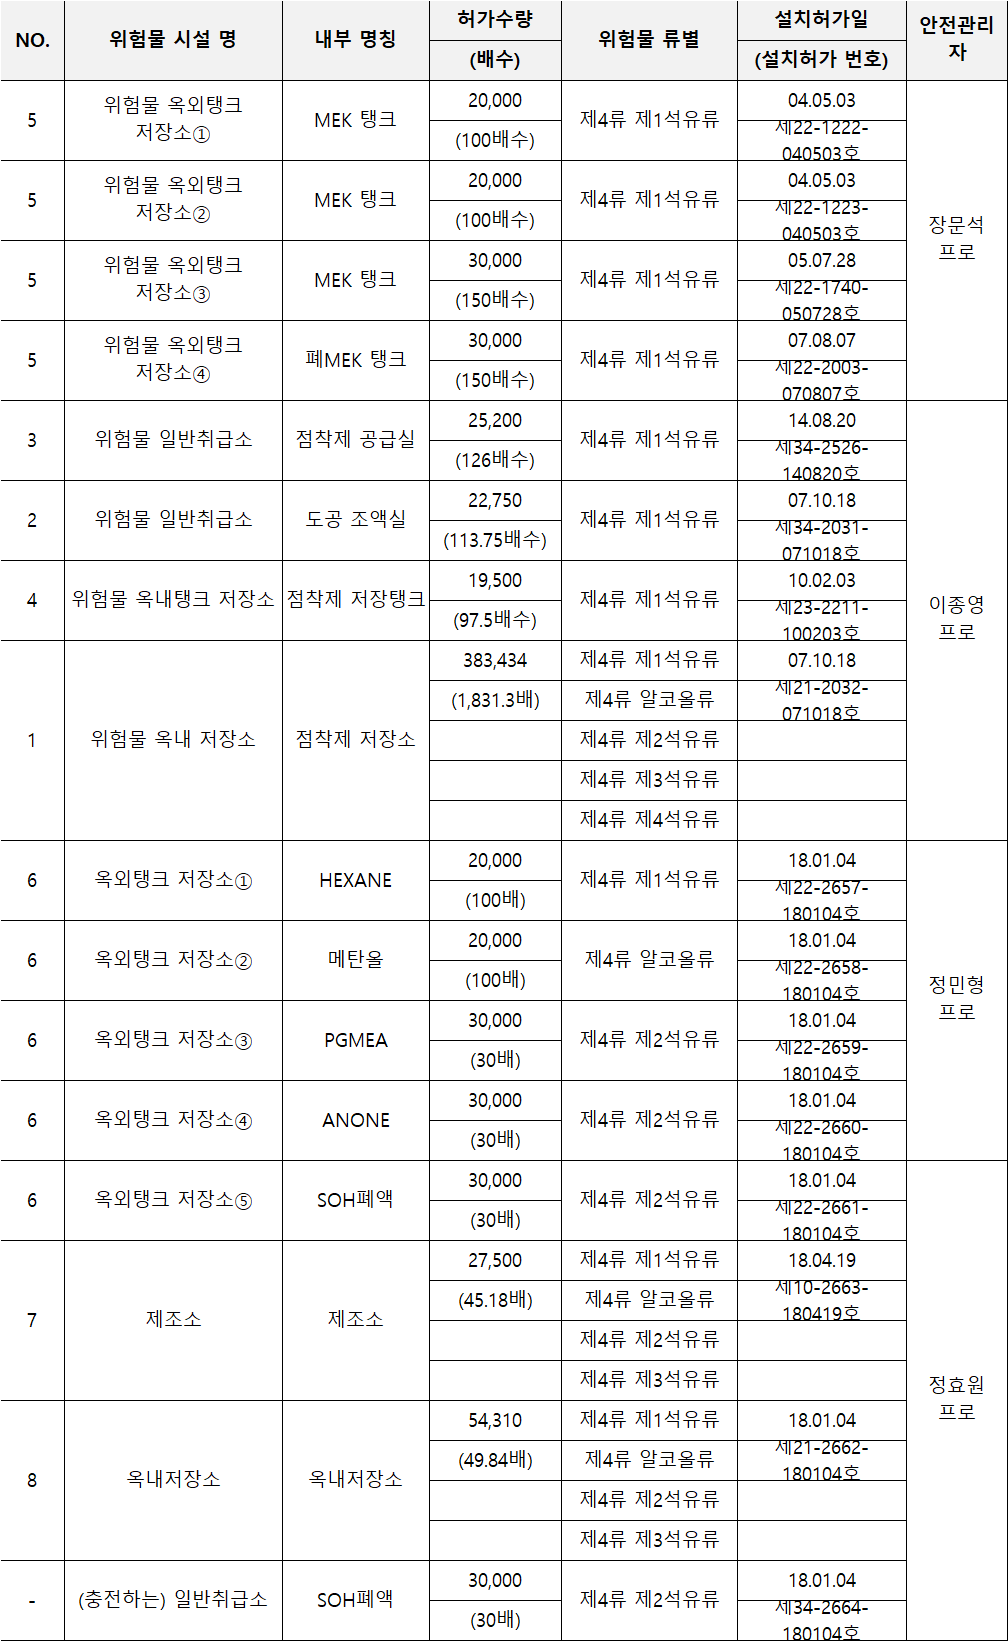 NO.
위험물 시설 명
내부 명칭
허가수량
(배수)
위험물 류별
설치허가일
(설치허가 번호)
안전관리
자
5
위험물 옥외탱크
저장소①
MEK 탱크
20,000
(100배수)
제4류 제1석유류
04.05.03
제22-1222-
040503호
장문석
프로
5
위험물 옥외탱크
저장소②
MEK 탱크
20,000
(100배수)
제4류 제1석유류
04.05.03
제22-1223-
040503호
5
위험물 옥외탱크
저장소③
MEK 탱크
30,000
(150배수)
제4류 제1석유류
05.07.28
제22-1740-
050728호
5
위험물 옥외탱크
저장소④
폐MEK 탱크
30,000
(150배수)
제4류 제1석유류
07.08.07
제22-2003-
070807호
3
위험물 일반취급소
점착제 공급실
25,200
(126배수)
제4류 제1석유류
14.08.20
제34-2526-
140820호
이종영
프로
2
위험물 일반취급소
도공 조액실
22,750
(113.75배수)
제4류 제1석유류
07.10.18
제34-2031-
071018호
4
위험물 옥내탱크 저장소
점착제 저장탱크
19,500
(97.5배수)
제4류 제1석유류
10.02.03
제23-2211-
100203호
1
위험물 옥내 저장소
점착제 저장소
383,434
(1,831.3배)
제4류 제1석유류
제4류 알코올류
제4류 제2석유류
제4류 제3석유류
제4류 제4석유류
07.10.18
제21-2032-
071018호
6
옥외탱크 저장소①
HEXANE
20,000
(100배)
제4류 제1석유류
18.01.04
제22-2657-
180104호
정민형
프로
6
옥외탱크 저장소②
메탄올
20,000
(100배)
제4류 알코올류
18.01.04
제22-2658-
180104호
6
옥외탱크 저장소③
PGMEA
30,000
(30배)
제4류 제2석유류
18.01.04
제22-2659-
180104호
6
옥외탱크 저장소④
ANONE
30,000
(30배)
제4류 제2석유류
18.01.04
제22-2660-
180104호
6
옥외탱크 저장소⑤
SOH폐액
30,000
(30배)
제4류 제2석유류
18.01.04
제22-2661-
180104호
정효원
프로
7
제조소
제조소
27,500
(45.18배)
제4류 제1석유류
제4류 알코올류
제4류 제2석유류
제4류 제3석유류
18.04.19
제10-2663-
180419호
8
옥내저장소
옥내저장소
54,310
(49.84배)
제4류 제1석유류
제4류 알코올류
제4류 제2석유류
제4류 제3석유류
18.01.04
제21-2662-
180104호
-
(충전하는) 일반취급소
SOH폐액
30,000
(30배)
제4류 제2석유류
18.01.04
제34-2664-
180104호